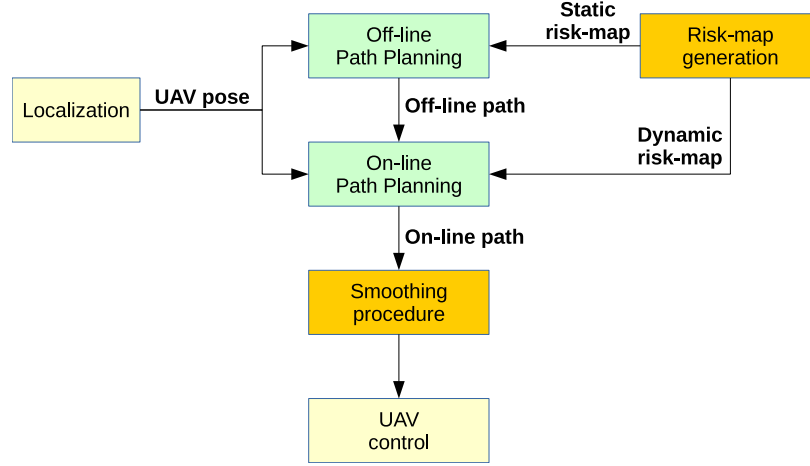 Off-line
Path Planning
Static
risk-map
Risk-map
generation
Localization
UAV pose
Off-line path
On-line
Path Planning
Dynamic
risk-map
On-line path
Smoothing
procedure
UAV
control